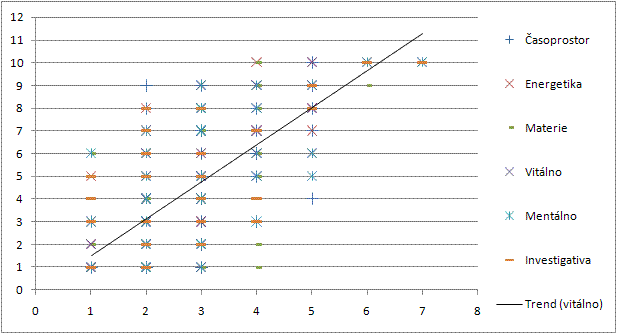 12
11
10
9
8
7
6
5
4
3
2
1
0
0 1 2 3 4 5 6 7 8
Časoprostor
Energetika
Materie
Vitálno
Mentálno
Investigativa
Trend (vitálno)